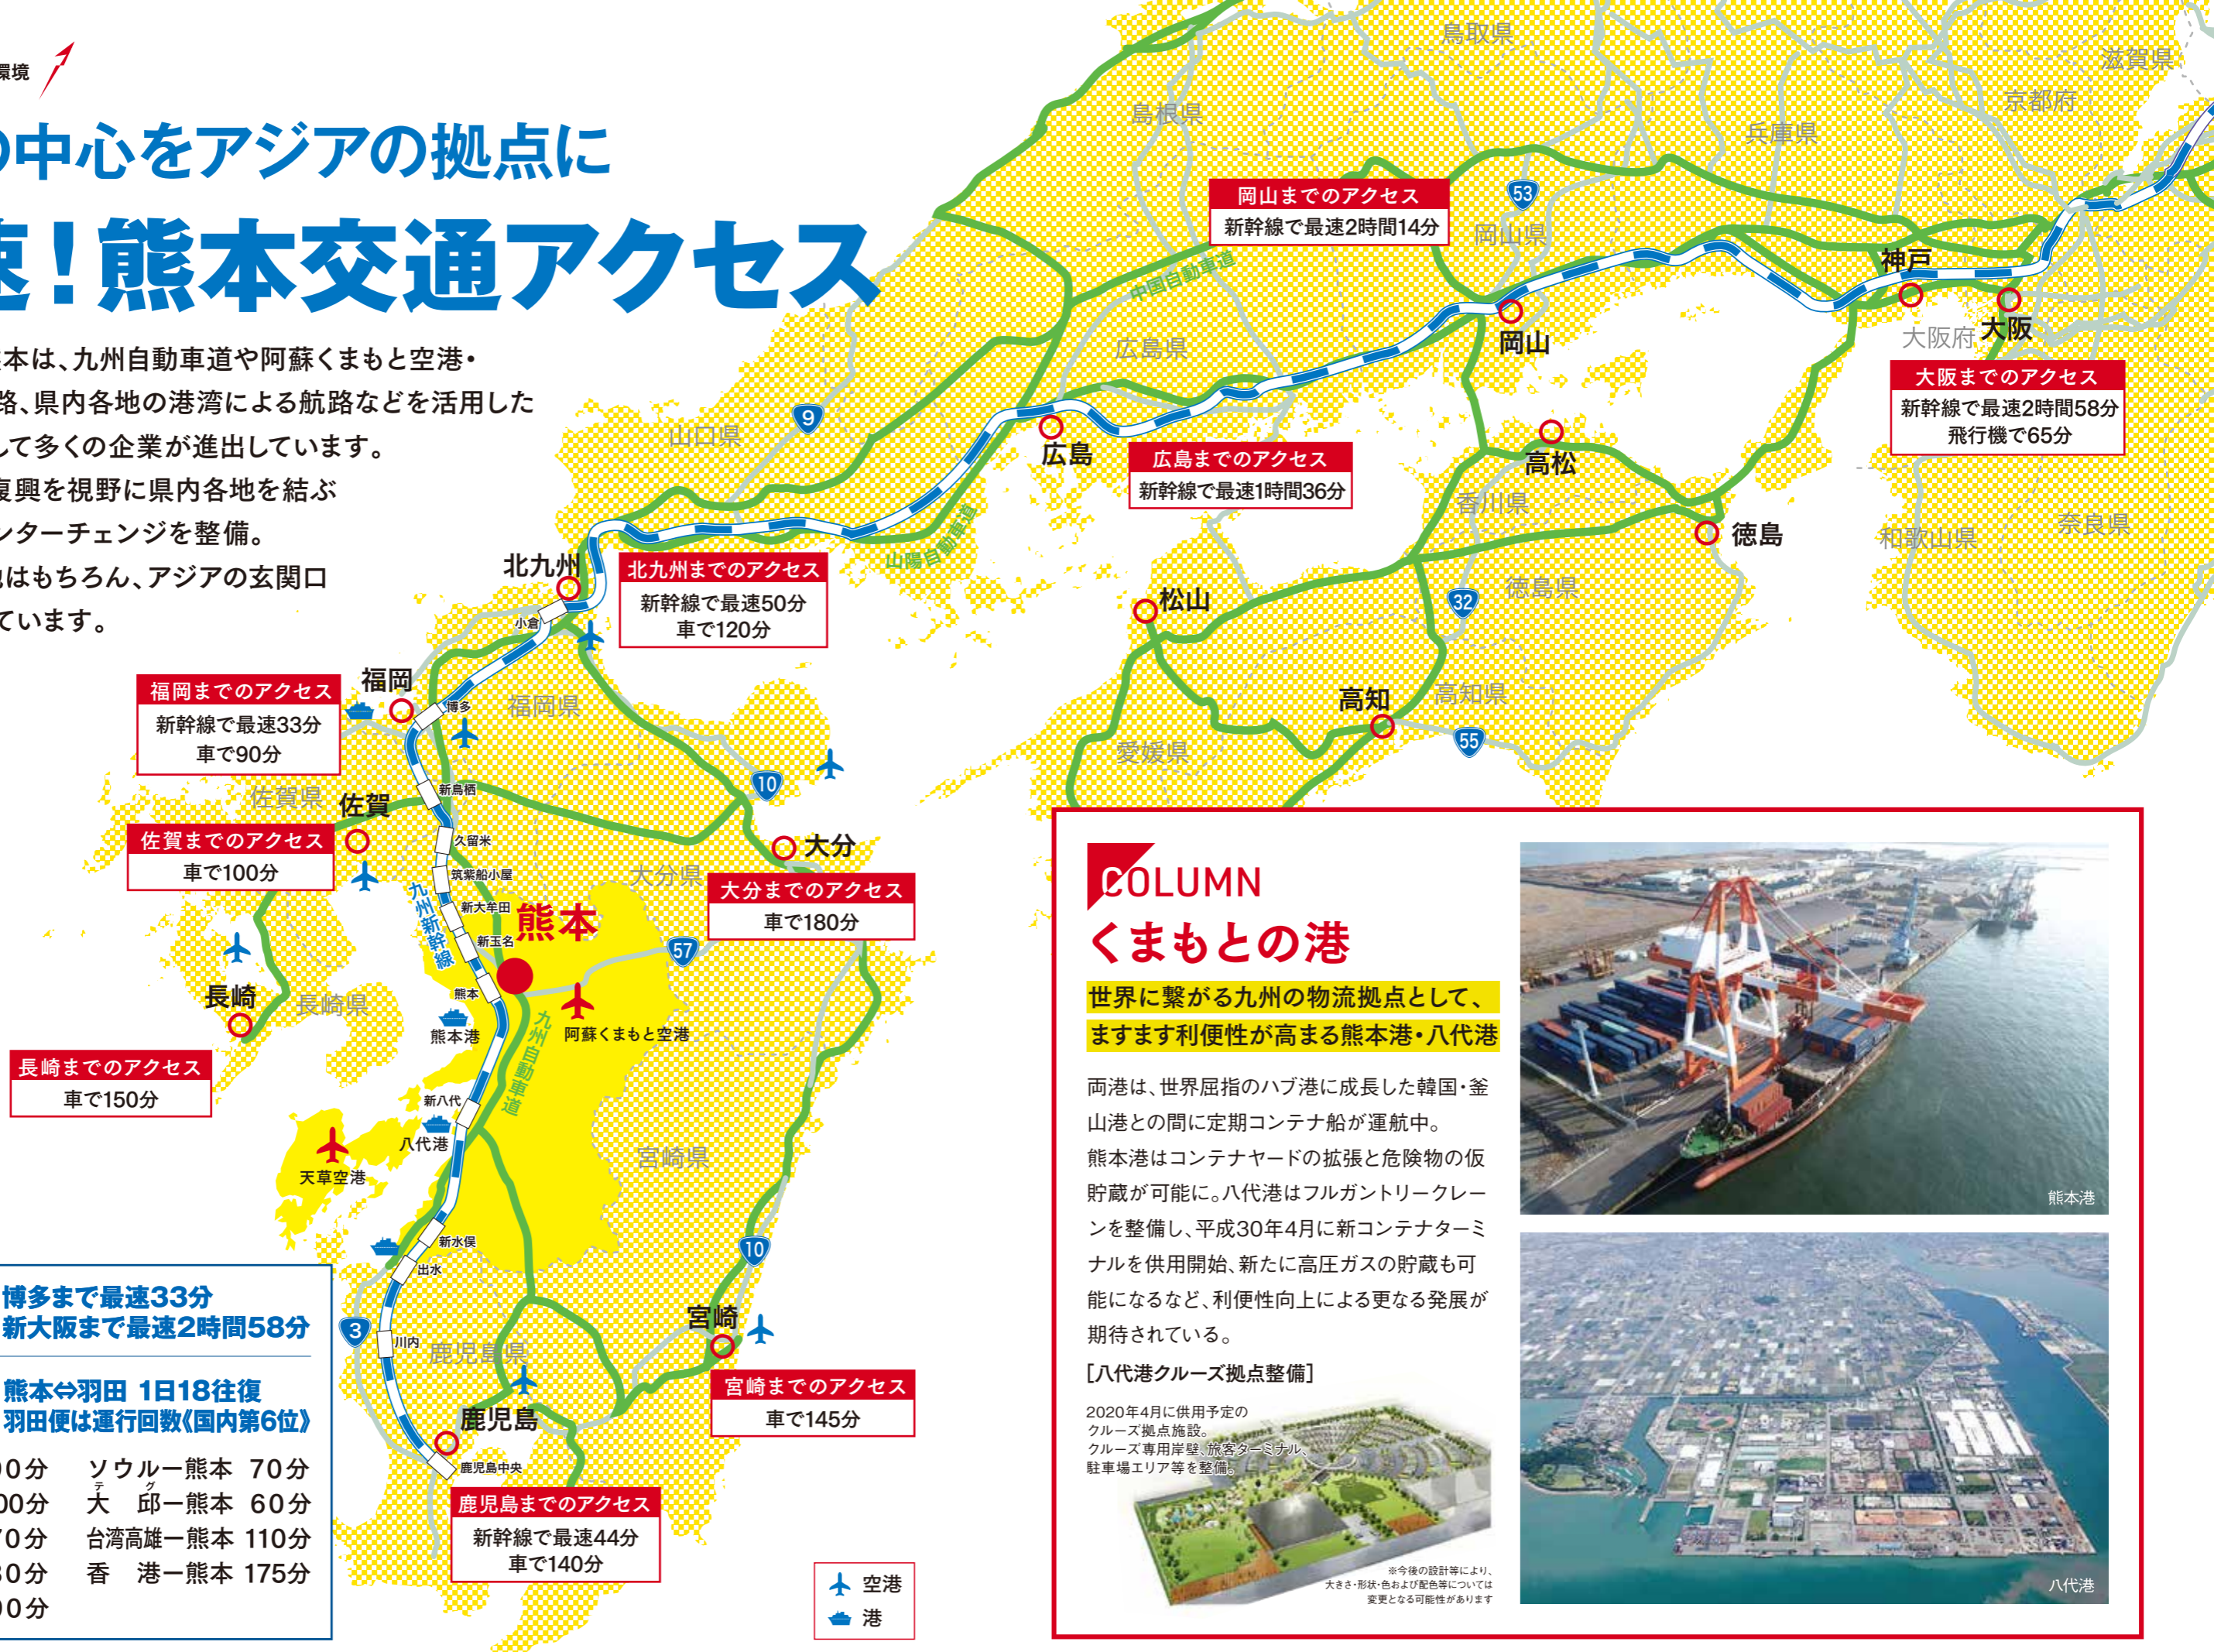 環境
の中心をアジアの拠点に
速！熊本交通アクセス
本は、九州自動車道や阿蘇くまもと空港・
路、県内各地の港湾による航路などを活用した
して多くの企業が進出しています。
復興を視野に県内各地を結ぶ
ンターチェンジを整備。
はもちろん、アジアの玄関口
ています。
鳥取県
滋賀県
島根県
京都府
兵庫県
岡山までのアクセス
新幹線で最速2時間14分
53
岡山県
中国自動車道
神戸
岡山
大阪府
大阪
広島県
大阪までのアクセス
新幹線で最速2時間58分
飛行機で65分
9
山口県
広島
広島までのアクセス
新幹線で最速1時間36分
高松
香川県
徳島
和歌山県
奈良県
山陽自動車道
北九州
北九州までのアクセス
新幹線で最速50分
車で120分
小倉
松山
32
徳島県
福岡までのアクセス
新幹線で最速33分
車で90分
福岡
博多
福岡県
高知
高知県
55
愛媛県
新鳥栖
10
佐賀県
佐賀
佐賀までのアクセス
車で100分
久留米
大分
筑紫船小屋
大分県
大分までのアクセス
車で180分
九州新幹線
新大牟田
熊本
新玉名
57
長崎
長崎県
熊本
熊本港
阿蘇くまもと空港
九州自動車道
長崎までのアクセス
車で150分
新八代
八代港
天草空港
宮崎県
新水俣
出水
10
3
川内
鹿児島県
宮崎
宮崎までのアクセス
車で145分
鹿児島
鹿児島中央
鹿児島までのアクセス
新幹線で最速44分
車で140分
空港
港
博多まで最速33分
新大阪まで最速2時間58分
熊本⇔羽田 1日18往復
羽田便は運行回数《国内第6位》
0分 ソウルー熊本 70分
テグ
00分 大 邱ー熊本 60分
70分 台湾高雄ー熊本 110分
0分 香 港ー熊本 175分
0分
COLUMN
くまもとの港
世界に繋がる九州の物流拠点として、
ますます利便性が高まる熊本港・八代港
両港は、世界屈指のハブ港に成長した韓国・釜
山港との間に定期コンテナ船が運航中。
熊本港はコンテナヤードの拡張と危険物の仮
貯蔵が可能に。八代港はフルガントリークレー
ンを整備し、平成30年4月に新コンテナターミ
ナルを供用開始、新たに高圧ガスの貯蔵も可
能になるなど、利便性向上による更なる発展が
期待されている。
［八代港クルーズ拠点整備］
2020年4月に供用予定の
クルーズ拠点施設。
クルーズ専用岸壁、旅客ターミナル、
駐車場エリア等を整備。
※今後の設計等により、
大きさ・形状・色および配色等については
変更となる可能性があります
熊本港
八代港